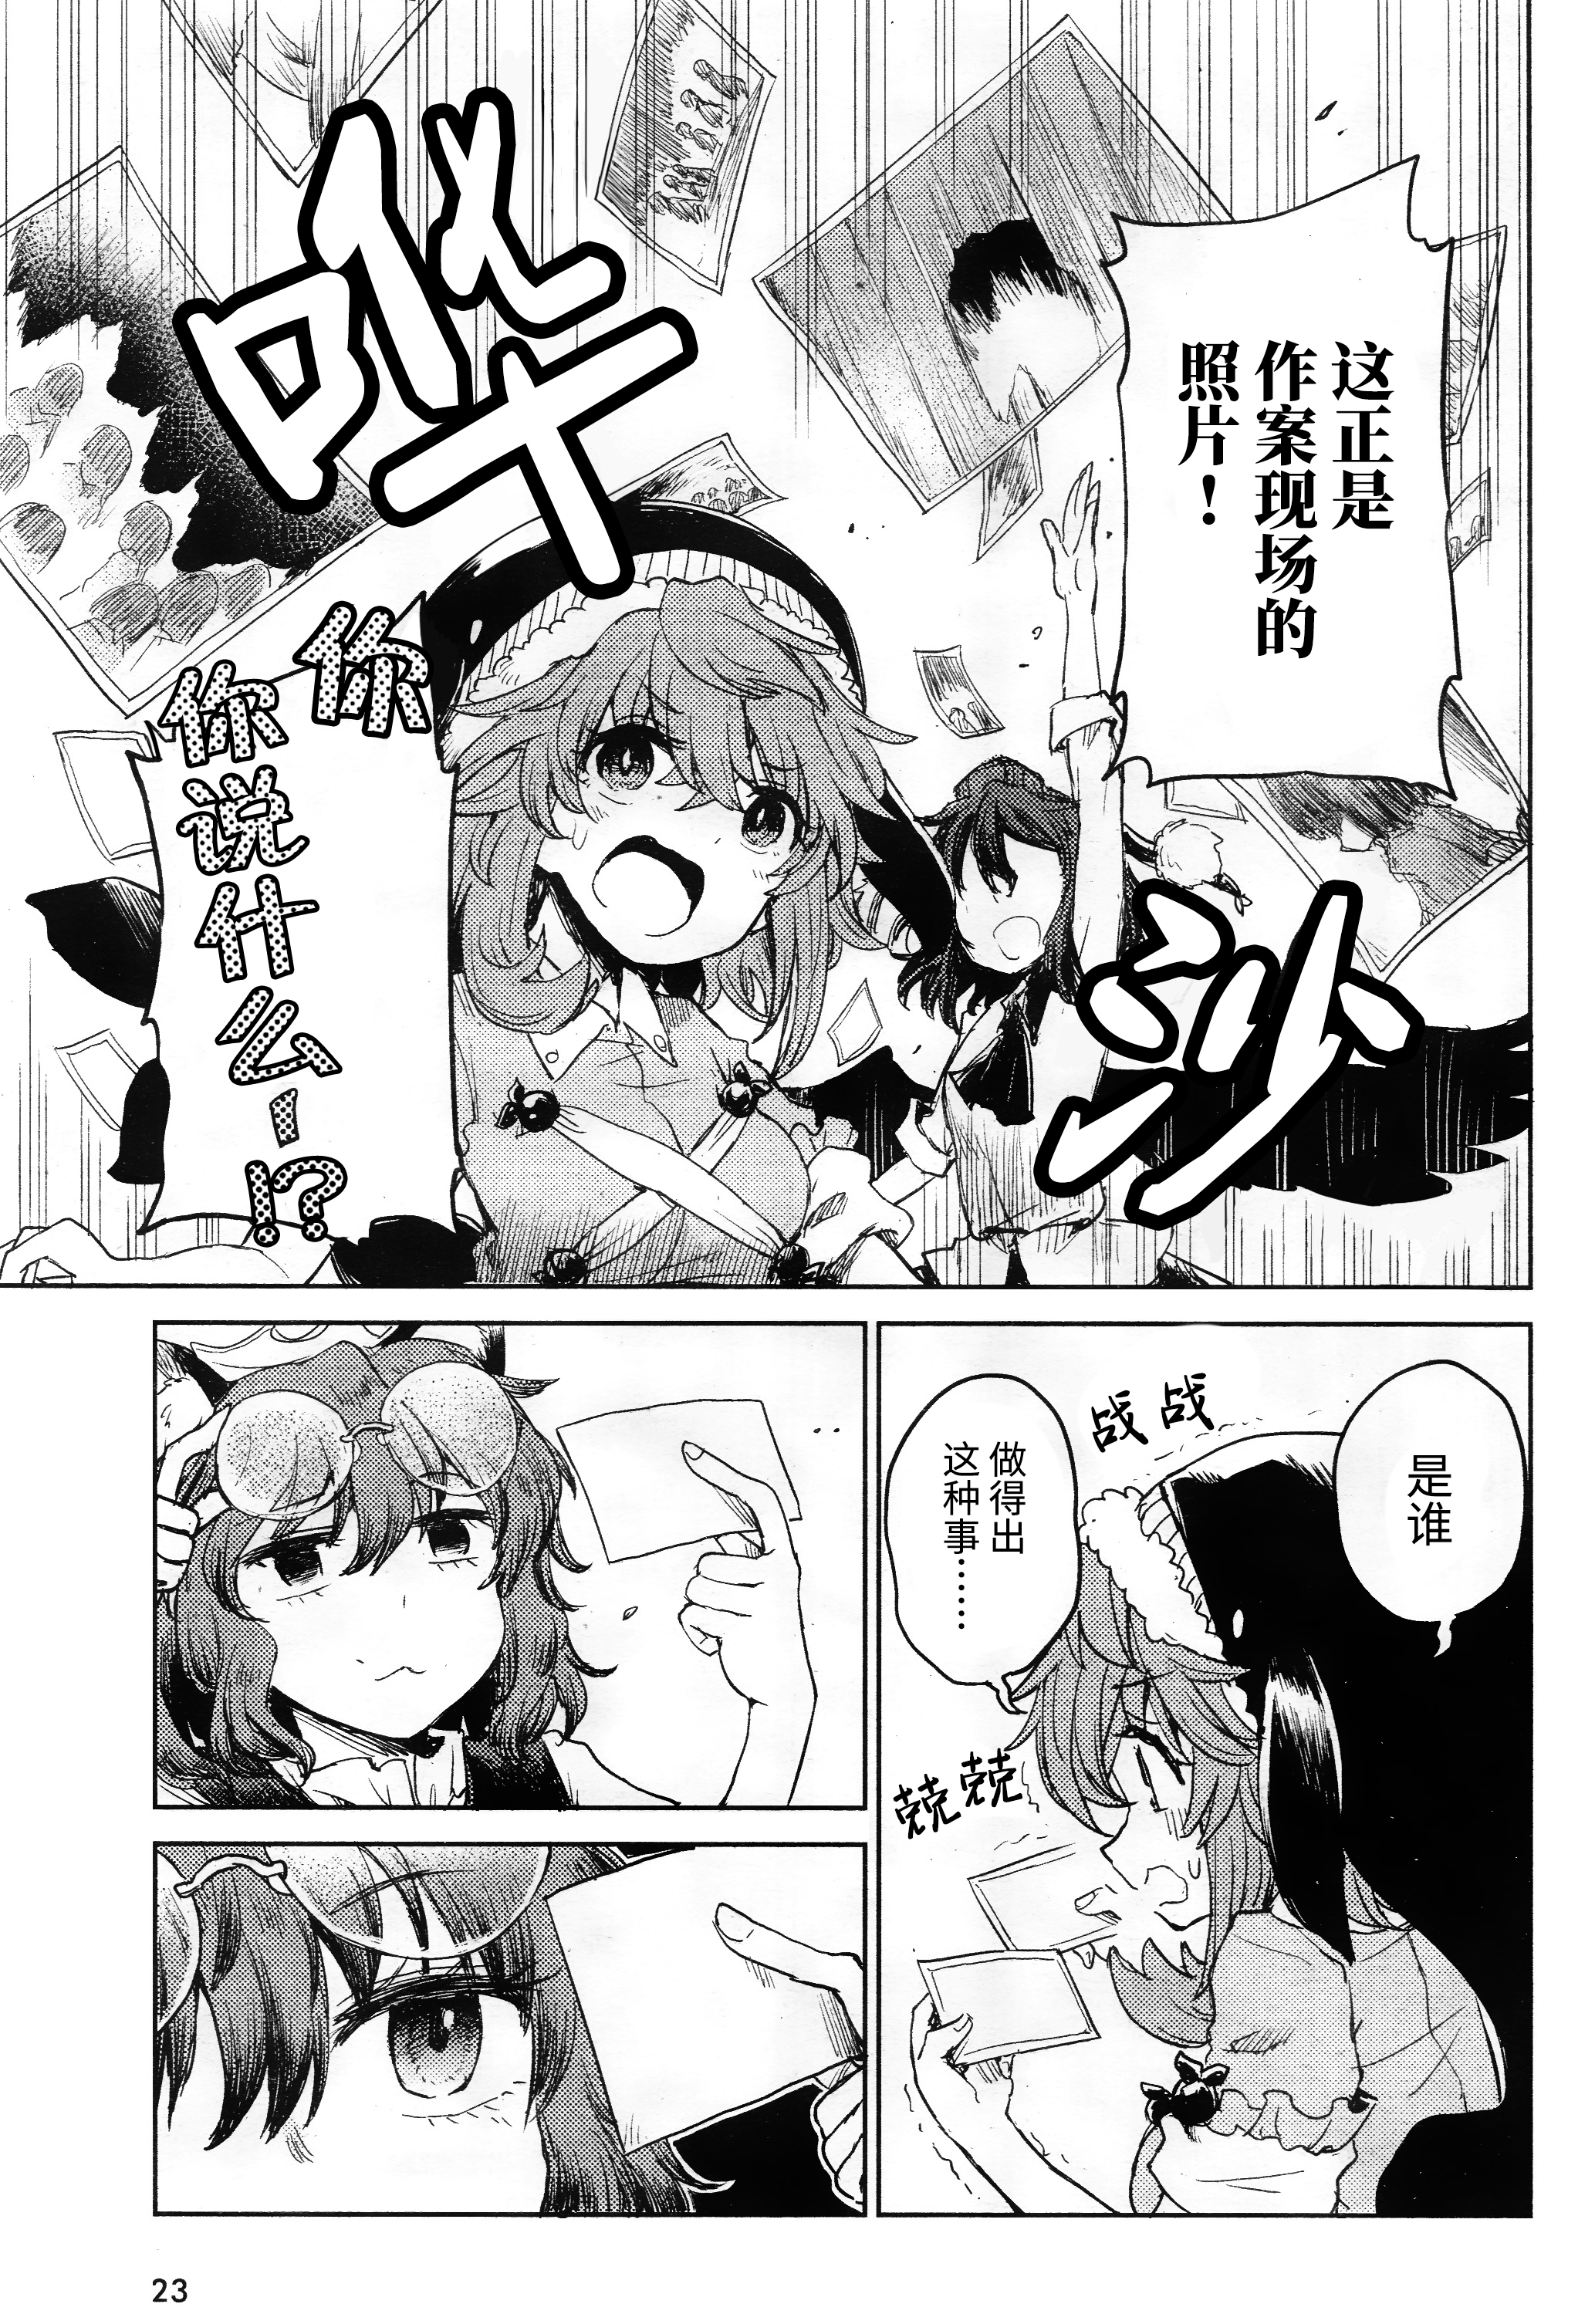 这正是
作案现场的
照片！
哗
沙
你
你说什么-!?
是谁
做得出
这种事……
战战
兢兢
23